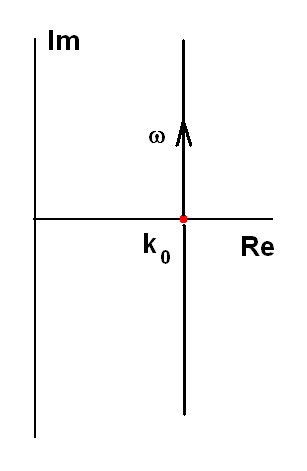 Im
ω
k₀
Re